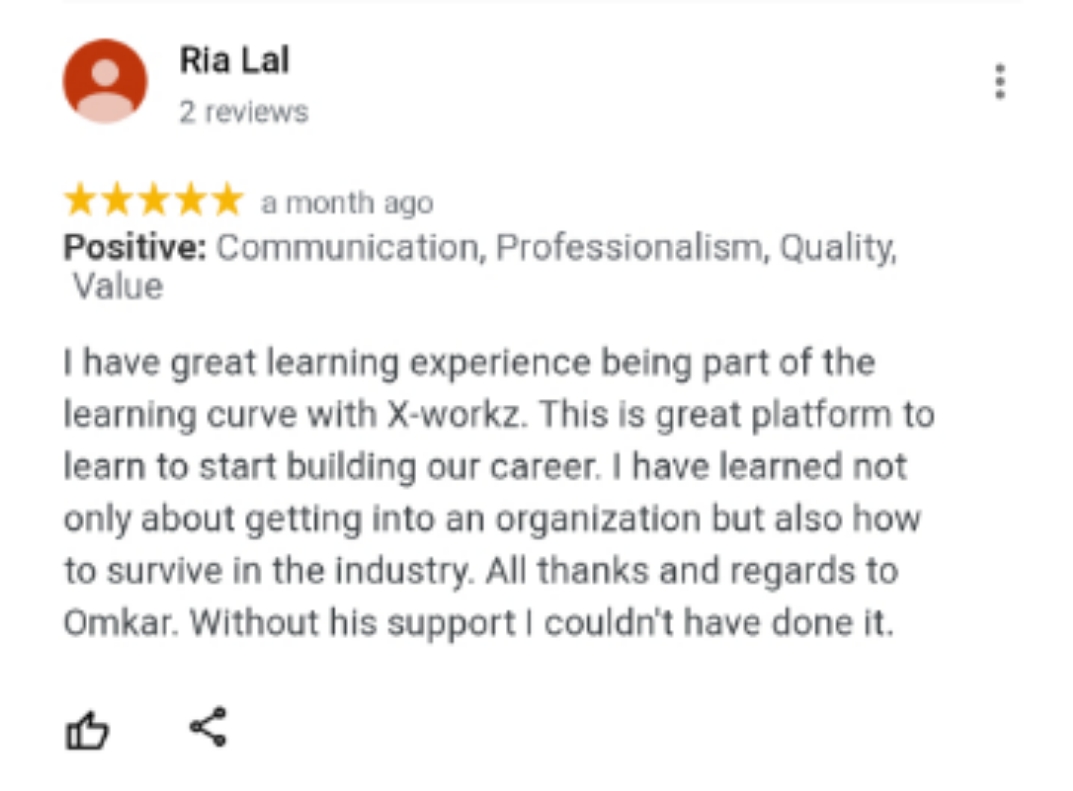 Ria Lal
2 reviews
a month ago
Positive: Communication, Professionalism, Quality,
Value
I have great learning experience being part of the
learning curve with X-workz. This is great platform to
learn to start building our career. I have learned not
only about getting into an organization but also how
to survive in the industry. All thanks and regards to
Omkar. Without his support I couldn't have done it.